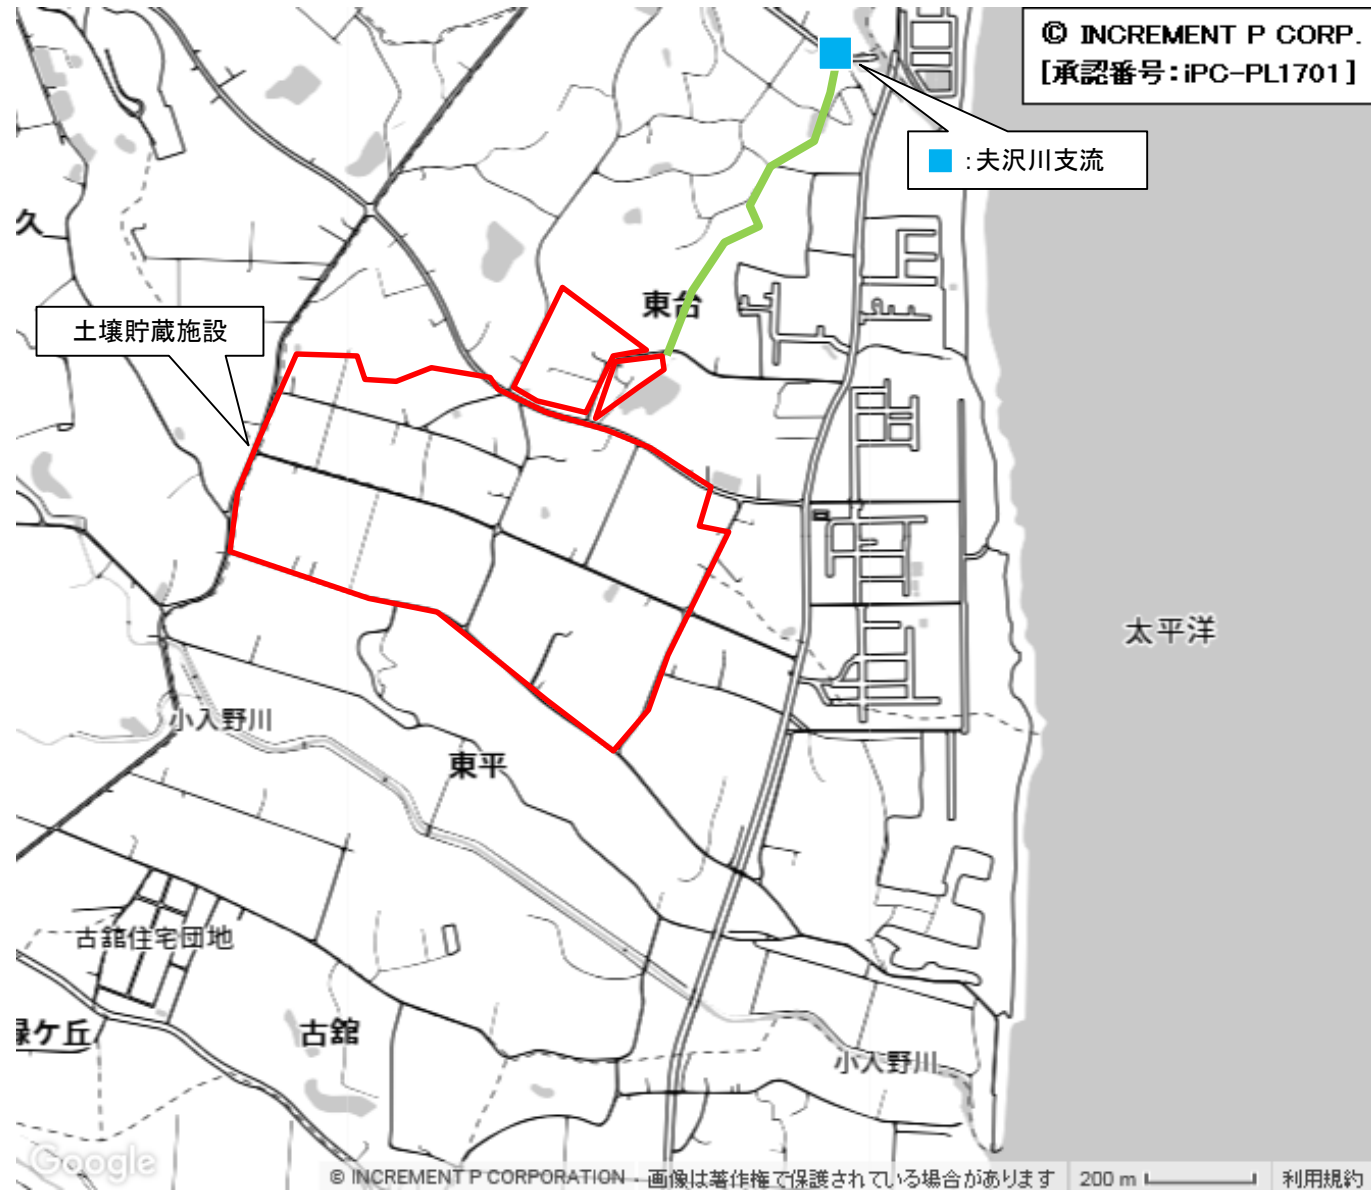 © INCREMENT P CORP.
[承認番号:iPC-PL1701]
:夫沢川支流
久
東台
土壌貯蔵施設
太平洋
小入野川
東平
古舘住宅団地
緑ケ丘
古舘
小入野川
Google
© INCREMENT P CORPORATION 画像は著作権で保護されている場合があります 200 m 利用規約